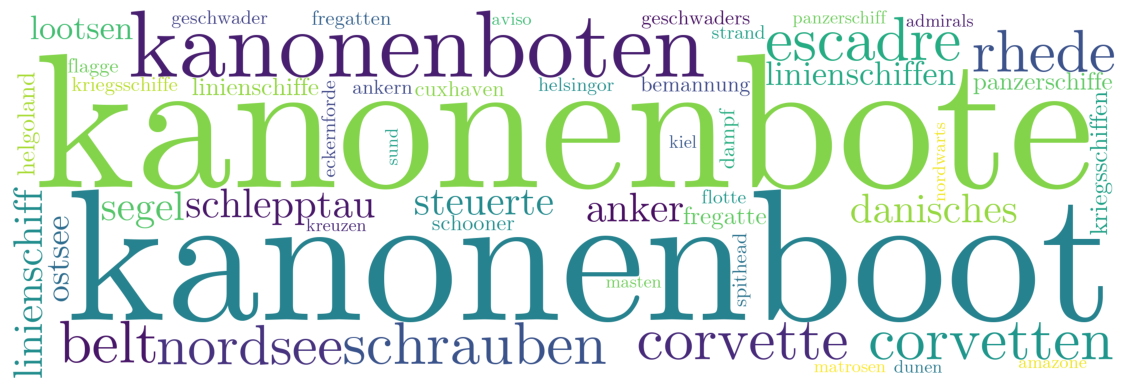 geschwader fregatten aviso geschwaders panzerschiff admirals
lootsen kanonenboten strand escadre rhede
flagge linienschiffen
kriegsschiffe linienschiffe ankern cuxhaven helsingor bemannung panzerschiffe
helgoland kanonenbote eckernforde sund kiel dampf nordwarts kriegsschiffen
segel schlepptau steuerte anker flotte danisches
kreuzen schooner fregatte
linienschiff ostsee kanonenboot masten spithead
belt nordsee schrauben corvette corvetten
matrosen dunen amazone